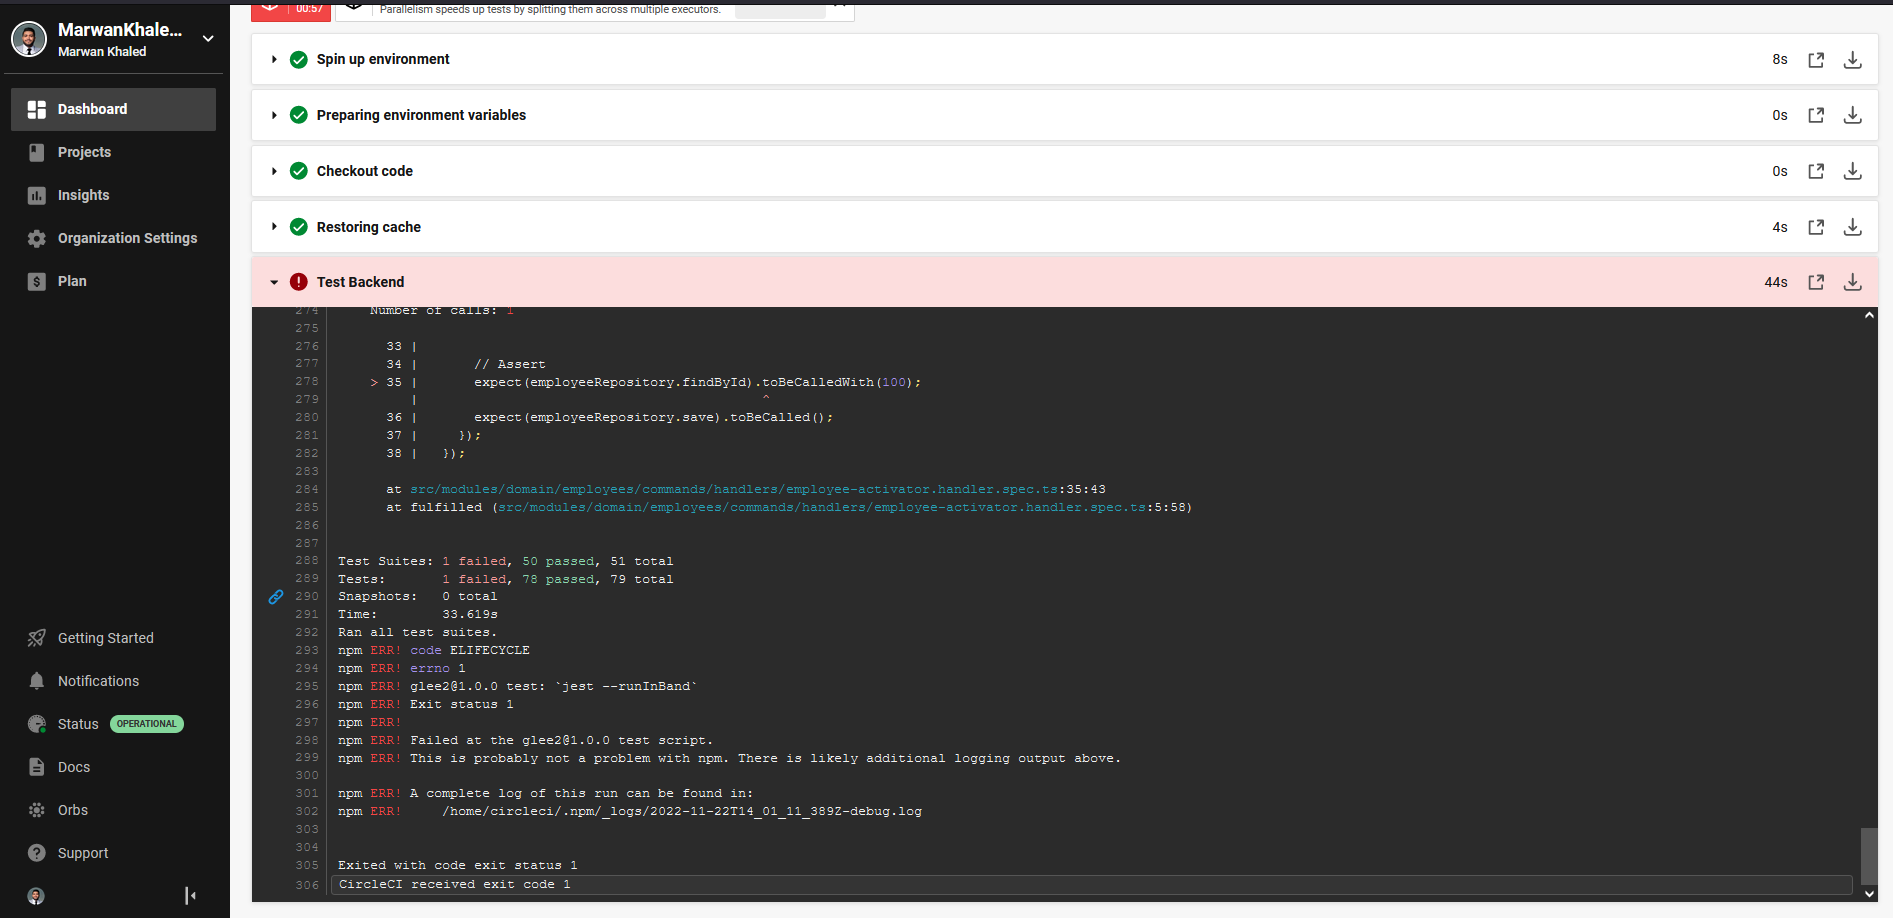 MarwanKhale...
Marwan Khaled
Dashboard
Projects
Insights
Organization Settings
Plan
Getting Started
Notifications
Status OPERATIONAL
Docs
Orbs
Support
00:57
Parallelism speeds up tests by splitting them across multiple executors.
Spin up environment 8s
Preparing environment variables 0s
Checkout code 0s
Restoring cache 4s
Test Backend 44s
274 Number of calls: 1
275
276 33 |
277 34 | // Assert
278 > 35 | expect(employeeRepository.findById).toBeCalledWith(100);
279 | ^
280 36 | expect(employeeRepository.save).toBeCalled();
281 37 | });
282 38 | });
283
284 at src/modules/domain/employees/commands/handlers/employee-activator.handler.spec.ts:35:43
285 at fulfilled (src/modules/domain/employees/commands/handlers/employee-activator.handler.spec.ts:5:58)
286
287
288 Test Suites: 1 failed, 50 passed, 51 total
289 Tests: 1 failed, 78 passed, 79 total
290 Snapshots: 0 total
291 Time: 33.619s
292 Ran all test suites.
293 npm ERR! code ELIFECYCLE
294 npm ERR! errno 1
295 npm ERR! glee2@1.0.0 test: `jest --runInBand`
296 npm ERR! Exit status 1
297 npm ERR!
298 npm ERR! Failed at the glee2@1.0.0 test script.
299 npm ERR! This is probably not a problem with npm. There is likely additional logging output above.
300
301 npm ERR! A complete log of this run can be found in:
302 npm ERR! /home/circleci/.npm/_logs/2022-11-22T14_01_11_389Z-debug.log
303
304
305 Exited with code exit status 1
306 CircleCI received exit code 1